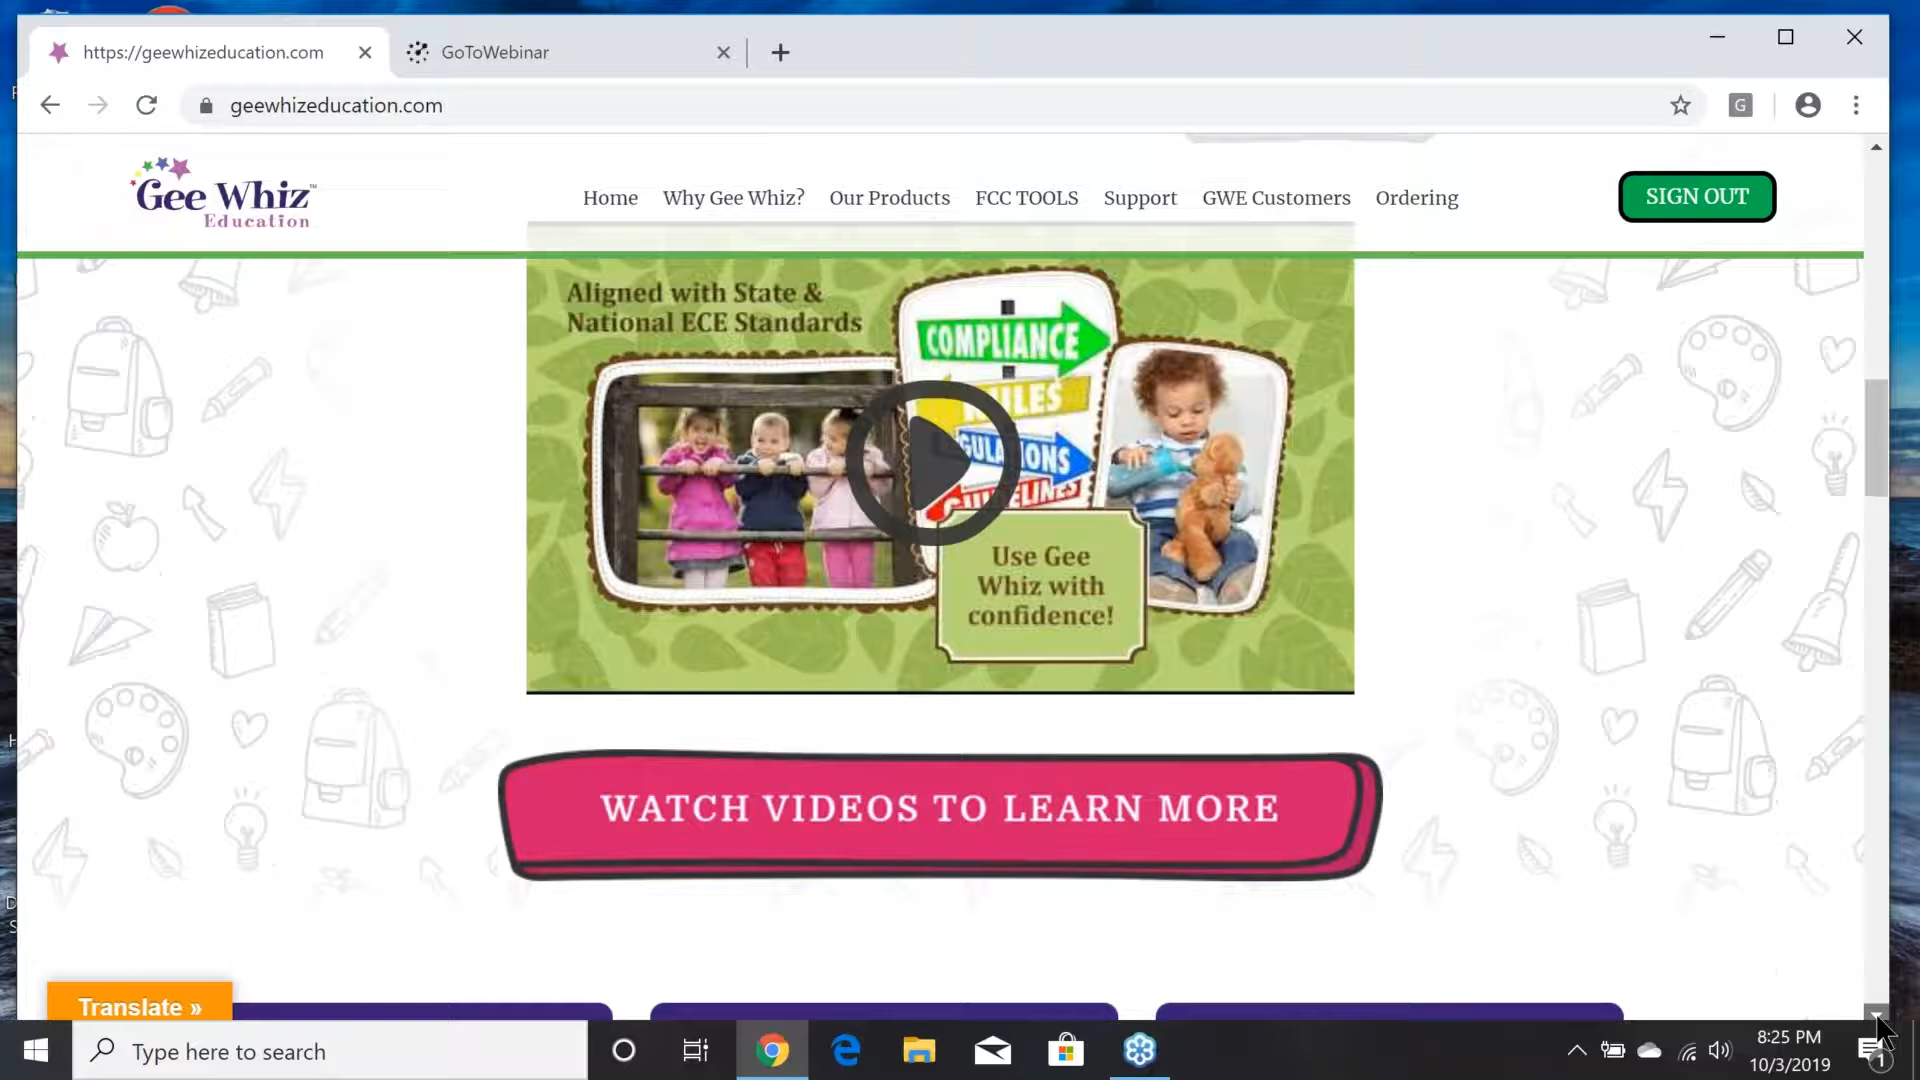 https://geewhizeducation.com
GoToWebinar
geewhizeducation.com
G
Gee Whiz™
Education
Home
Why Gee Whiz?
Our Products
FCC TOOLS
Support
GWE Customers
Ordering
SIGN OUT
Aligned with State &
National ECE Standards
COMPLIANCE
Use Gee
Whiz with
confidence!
WATCH VIDEOS TO LEARN MORE
Translate »
Type here to search
8:25 PM
10/3/2019
1